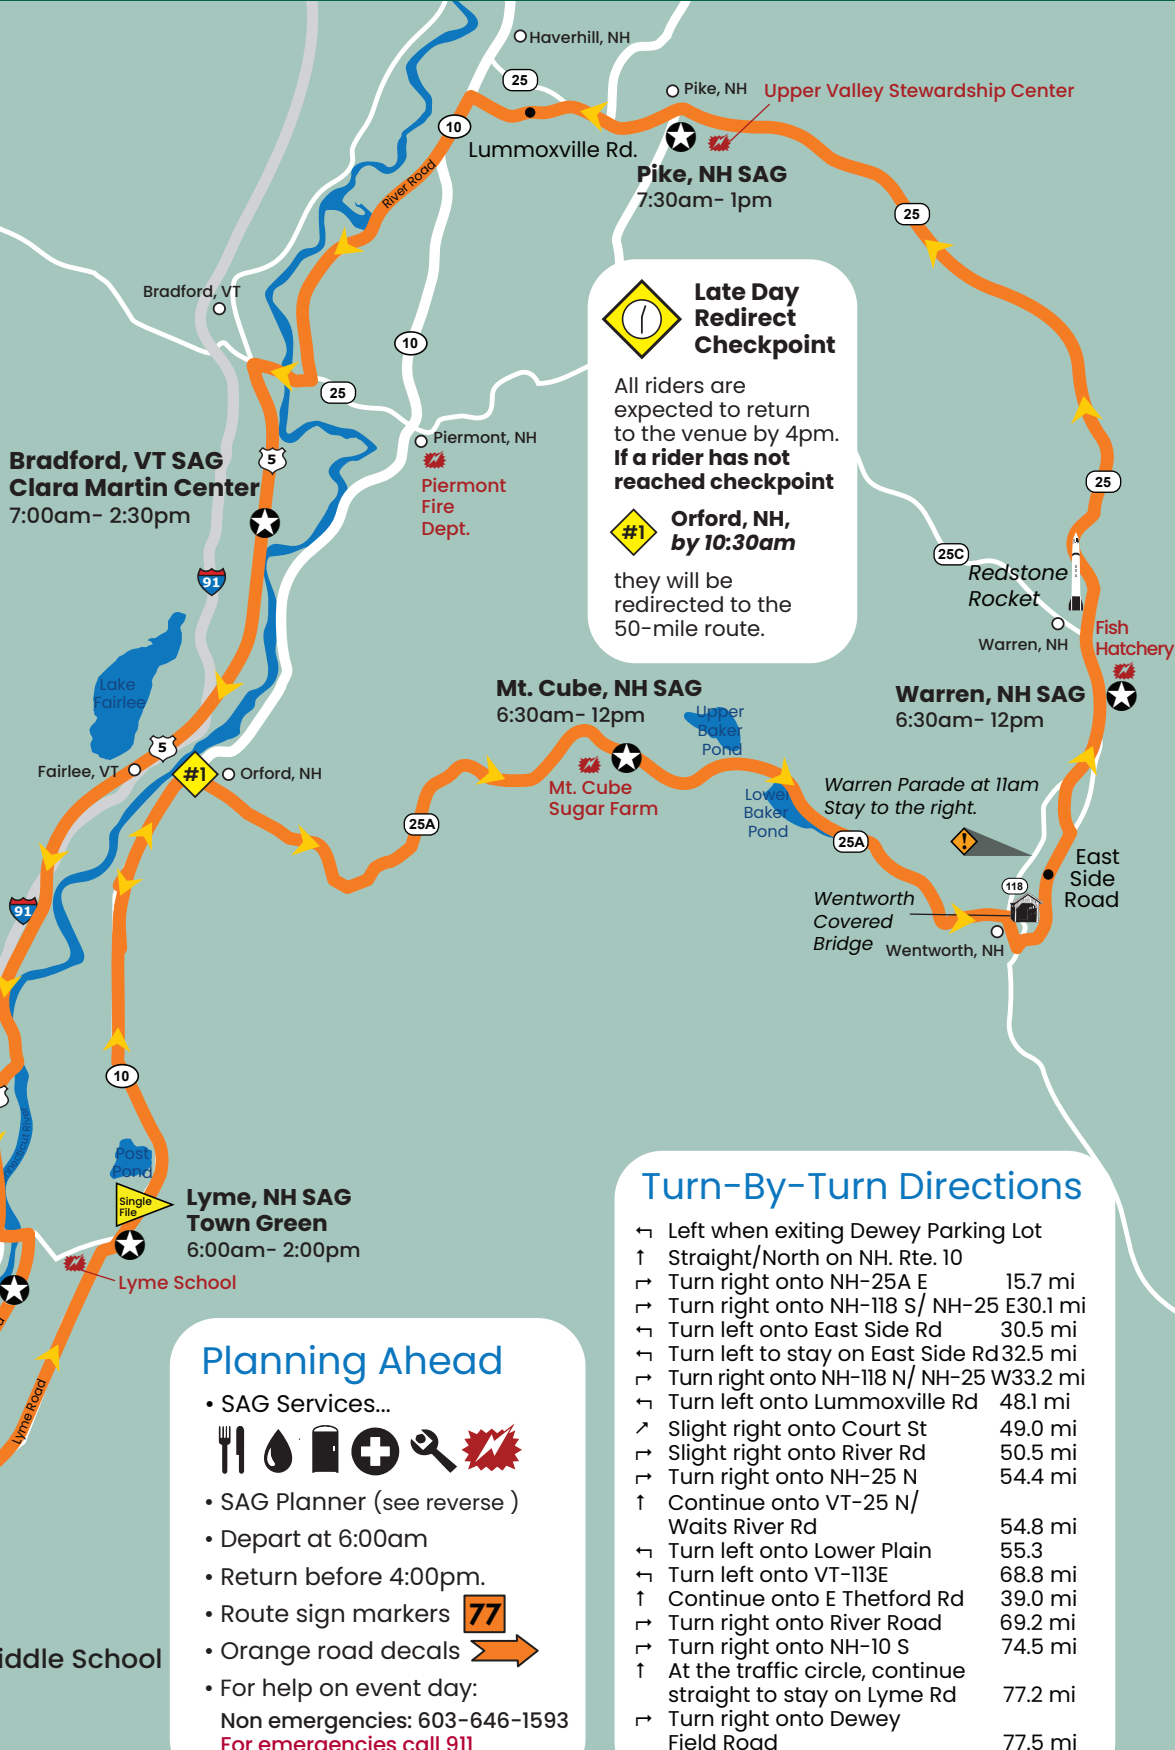 Haverhill, NH
25
Pike, NH
Upper Valley Stewardship Center
10
Lummoxville Rd.
River Road
Pike, NH SAG
7:30am- 1pm
25
Bradford, VT
Late Day
Redirect
Checkpoint
All riders are
expected to return
to the venue by 4pm.
If a rider has not
reached checkpoint
#1
Orford, NH,
by 10:30am
they will be
redirected to the
50-mile route.
10
25
Piermont, NH
Piermont
Fire
Dept.
Bradford, VT SAG
Clara Martin Center
7:00am- 2:30pm
5
91
25
25C
Redstone
Rocket
Warren, NH
Fish
Hatchery
Warren, NH SAG
6:30am- 12pm
Lake
Fairlee
Mt. Cube, NH SAG
6:30am- 12pm
Upper
Baker
Pond
5
Fairlee, VT
#1
Orford, NH
Mt. Cube
Sugar Farm
Lower
Baker
Pond
25A
25A
Warren Parade at 11am
Stay to the right.
!
East
Side
Road
118
Wentworth
Covered
Bridge
Wentworth, NH
91
10
Post
Pond
Single
File
Lyme, NH SAG
Town Green
6:00am- 2:00pm
Lyme School
Lyme Road
Turn-By-Turn Directions
Left when exiting Dewey Parking Lot
Straight/North on NH. Rte. 10
Turn right onto NH-25A E 15.7 mi
Turn right onto NH-118 S/ NH-25 E30.1 mi
Turn left onto East Side Rd 30.5 mi
Turn left to stay on East Side Rd 32.5 mi
Turn right onto NH-118 N/ NH-25 W33.2 mi
Turn left onto Lummoxville Rd 48.1 mi
Slight right onto Court St 49.0 mi
Slight right onto River Rd 50.5 mi
Turn right onto NH-25 N 54.4 mi
Continue onto VT-25 N/
Waits River Rd 54.8 mi
Turn left onto Lower Plain 55.3
Turn left onto VT-113E 68.8 mi
Continue onto E Thetford Rd 39.0 mi
Turn right onto River Road 69.2 mi
Turn right onto NH-10 S 74.5 mi
At the traffic circle, continue
straight to stay on Lyme Rd 77.2 mi
Turn right onto Dewey
Field Road 77.5 mi
Planning Ahead
• SAG Services...
• SAG Planner (see reverse )
• Depart at 6:00am
• Return before 4:00pm.
• Route sign markers 77
• Orange road decals
• For help on event day:
Non emergencies: 603-646-1593
For emergencies call 911
iddle School